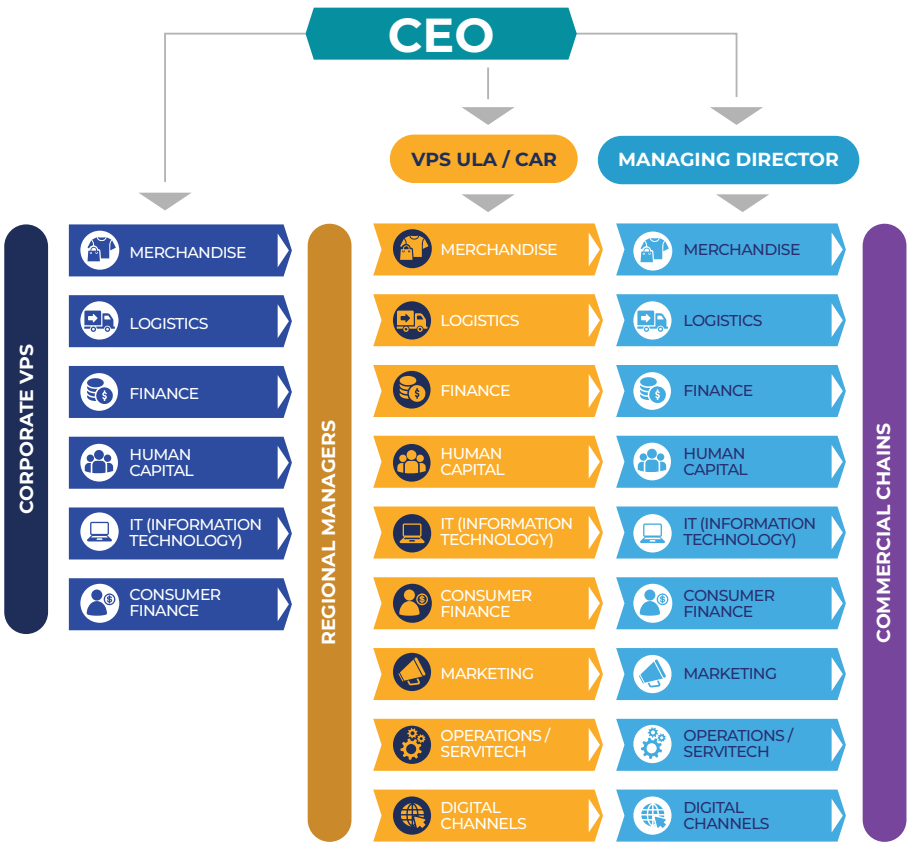 CEO
VPS ULA / CAR
MANAGING DIRECTOR
CORPORATE VPS
MERCHANDISE
LOGISTICS
FINANCE
HUMAN
CAPITAL
IT (INFORMATION
TECHNOLOGY)
CONSUMER
FINANCE
REGIONAL MANAGERS
MERCHANDISE
LOGISTICS
FINANCE
HUMAN
CAPITAL
IT (INFORMATION
TECHNOLOGY)
CONSUMER
FINANCE
MARKETING
OPERATIONS /
SERVITECH
DIGITAL
CHANNELS
MERCHANDISE
LOGISTICS
FINANCE
HUMAN
CAPITAL
IT (INFORMATION
TECHNOLOGY)
CONSUMER
FINANCE
MARKETING
OPERATIONS /
SERVITECH
DIGITAL
CHANNELS
COMMERCIAL CHAINS